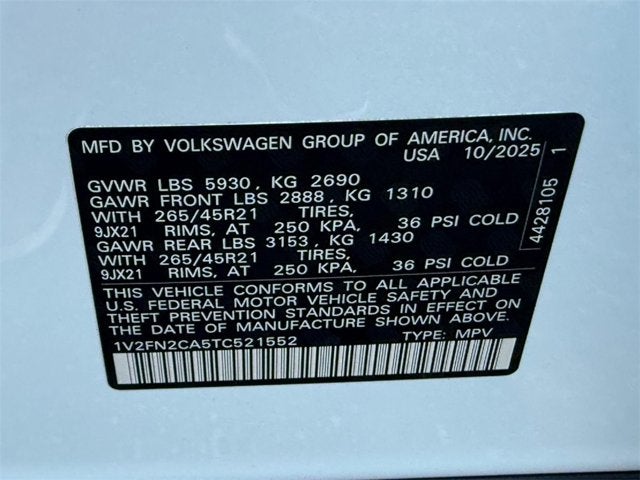 MFD BY VOLKSWAGEN GROUP OF AMERICA, INC.
USA 10/2025
GVWR LBS 5930, KG 2690
GAWR FRONT LBS 2888, KG 1310
WITH 265/45R21 TIRES,
9JX21 RIMS, AT 250 KPA, 36 PSI COLD
GAWR REAR LBS 3153, KG 1430
WITH 265/45R21 TIRES,
9JX21 RIMS, AT 250 KPA, 36 PSI COLD
THIS VEHICLE CONFORMS TO ALL APPLICABLE
U.S. FEDERAL MOTOR VEHICLE SAFETY AND
THEFT PREVENTION STANDARDS IN EFFECT ON
THE DATE OF MANUFACTURE SHOWN ABOVE.
1V2FN2CA5TC521552 TYPE: MPV
4428105 1